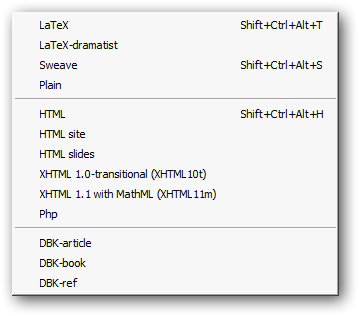 LaTeX Shift+Ctrl+Alt+T
LaTeX-dramatist
Sweave Shift+Ctrl+Alt+S
Plain
HTML Shift+Ctrl+Alt+H
HTML site
HTML slides
XHTML 1.0-transitional (XHTML10t)
XHTML 1.1 with MathML (XHTML11m)
Php
DBK-article
DBK-book
DBK-ref